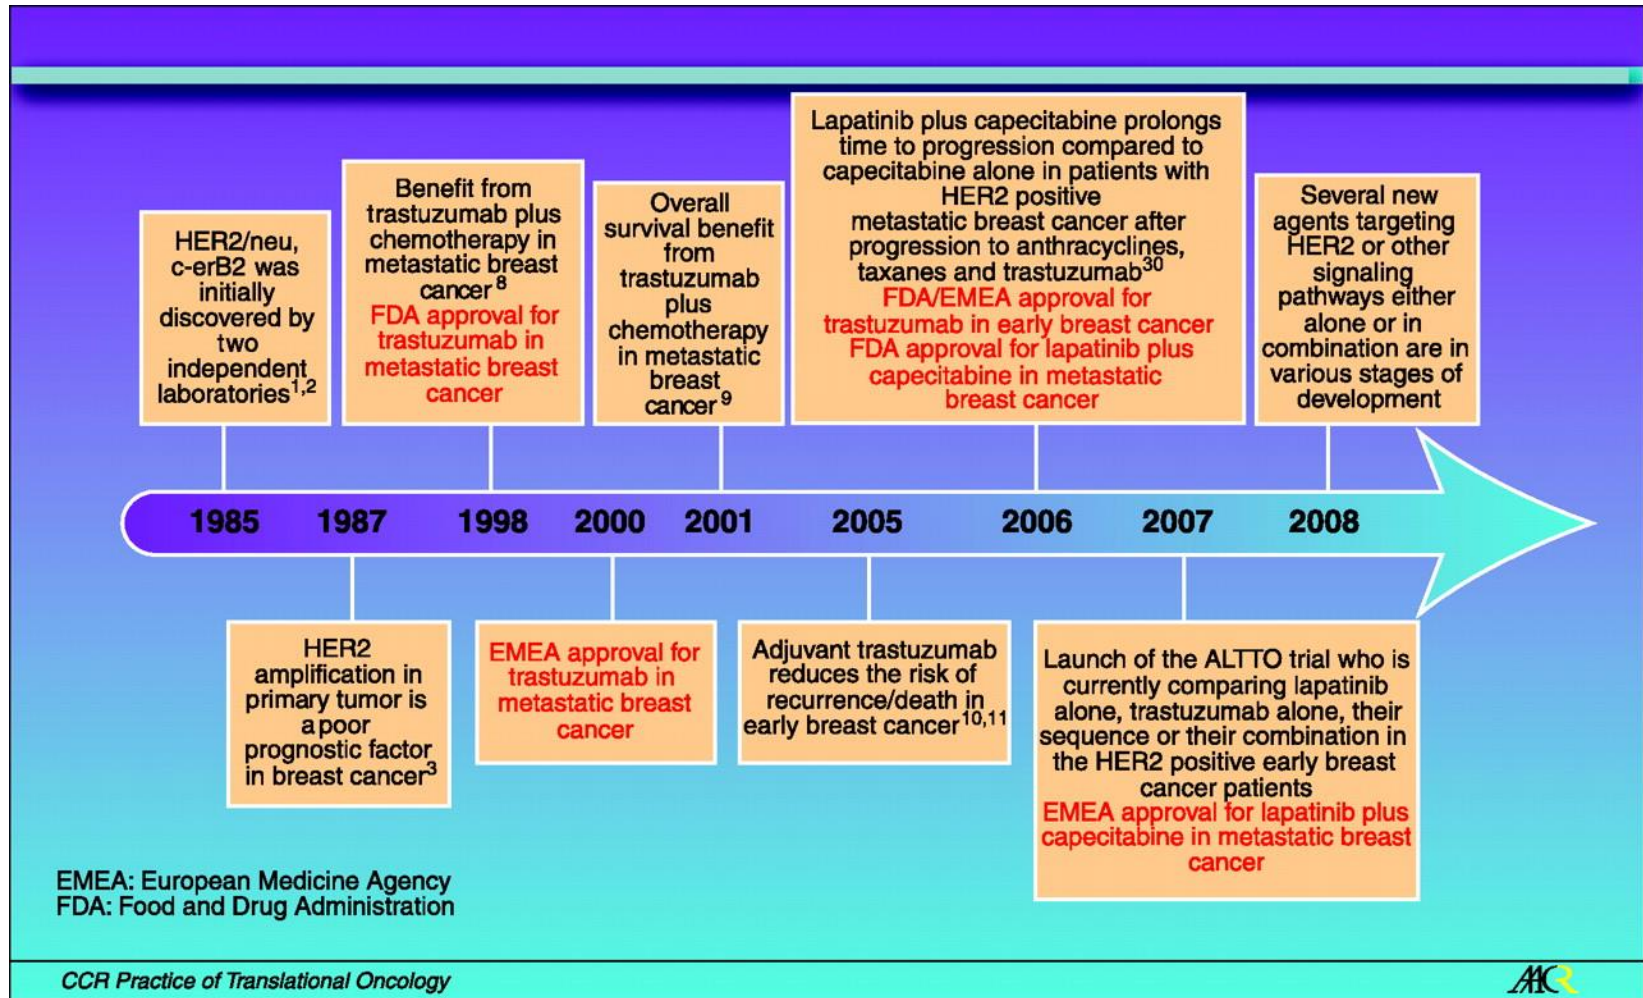 HER2/neu,
c-erB2 was
initially
discovered by
two
independent
laboratories1,2
Benefit from
trastuzumab plus
chemotherapy in
metastatic breast
cancer8
FDA approval for
trastuzumab in
metastatic breast
cancer
Overall
survival benefit
from
trastuzumab
plus
chemotherapy
in metastatic
breast
cancer9
Lapatinib plus capecitabine prolongs
time to progression compared to
capecitabine alone in patients with
HER2 positive
metastatic breast cancer after
progression to anthracyclines,
taxanes and trastuzumab30
FDA/EMEA approval for
trastuzumab in early breast cancer
FDA approval for lapatinib plus
capecitabine in metastatic
breast cancer
Several new
agents targeting
HER2 or other
signaling
pathways either
alone or in
combination are in
various stages of
development
1985 1987 1998 2000 2001 2005 2006 2007 2008
HER2
amplification in
primary tumor is
a poor
prognostic factor
in breast cancer3
EMEA approval for
trastuzumab in
metastatic breast
cancer
Adjuvant trastuzumab
reduces the risk of
recurrence/death in
early breast cancer10,11
Launch of the ALTTO trial who is
currently comparing lapatinib
alone, trastuzumab alone, their
sequence or their combination in
the HER2 positive early breast
cancer patients
EMEA approval for lapatinib plus
capecitabine in metastatic breast
cancer
EMEA: European Medicine Agency
FDA: Food and Drug Administration
CCR Practice of Translational Oncology
AACR